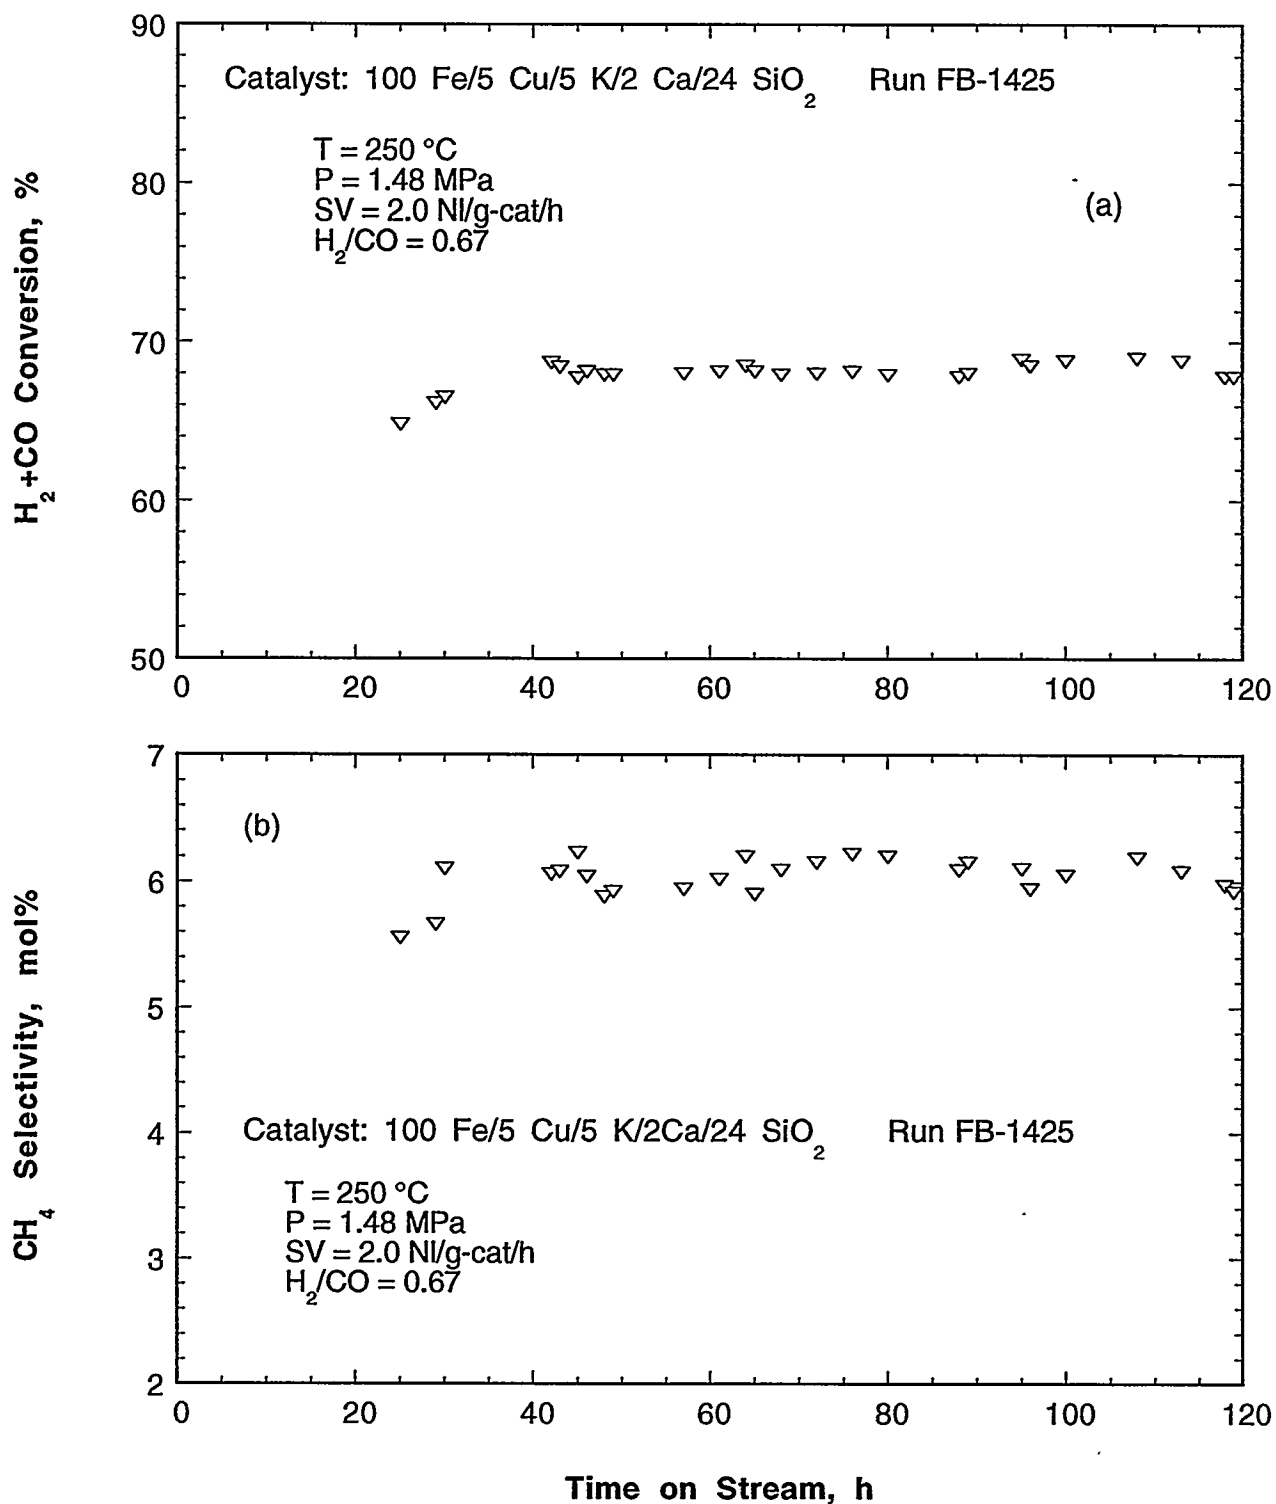 90
80
70
60
50
H₂+CO Conversion, %
Catalyst: 100 Fe/5 Cu/5 K/2 Ca/24 SiO₂ Run FB-1425
T = 250 °C
P = 1.48 MPa
SV = 2.0 Nl/g-cat/h
H₂/CO = 0.67
(a)
0 20 40 60 80 100 120
7
6
5
4
3
2
CH₄ Selectivity, mol%
(b)
Catalyst: 100 Fe/5 Cu/5 K/2Ca/24 SiO₂ Run FB-1425
T = 250 °C
P = 1.48 MPa
SV = 2.0 Nl/g-cat/h
H₂/CO = 0.67
0 20 40 60 80 100 120
Time on Stream, h